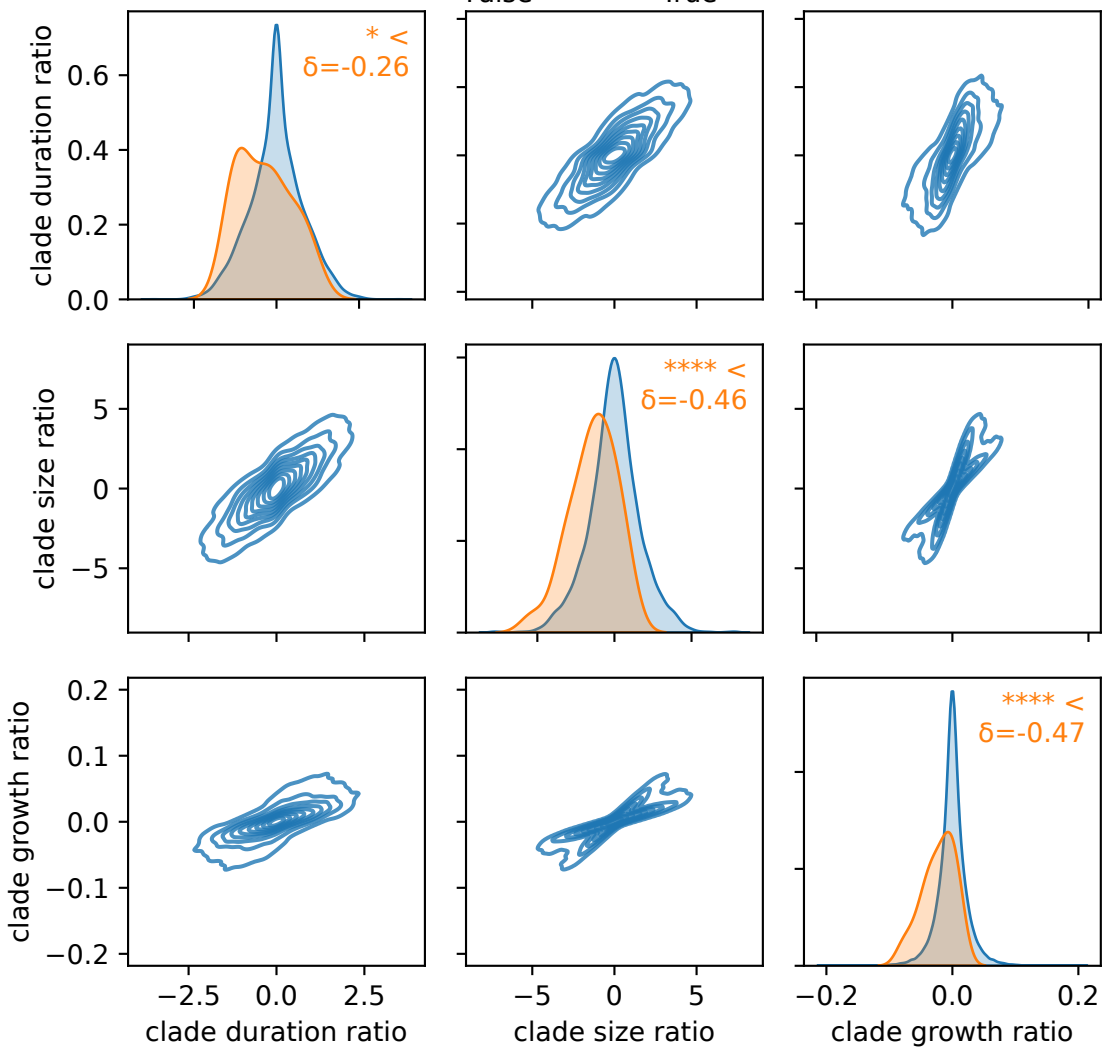 True
clade duration ratio
0.6
0.4
0.2
0.0
* <
δ=-0.26
clade size ratio
5
0
−5
**** <
δ=-0.46
clade growth ratio
0.2
0.1
0.0
−0.1
−0.2
**** <
δ=-0.47
−2.5 0.0 2.5
−5 0 5
−0.2 0.0 0.2
clade duration ratio
clade size ratio
clade growth ratio